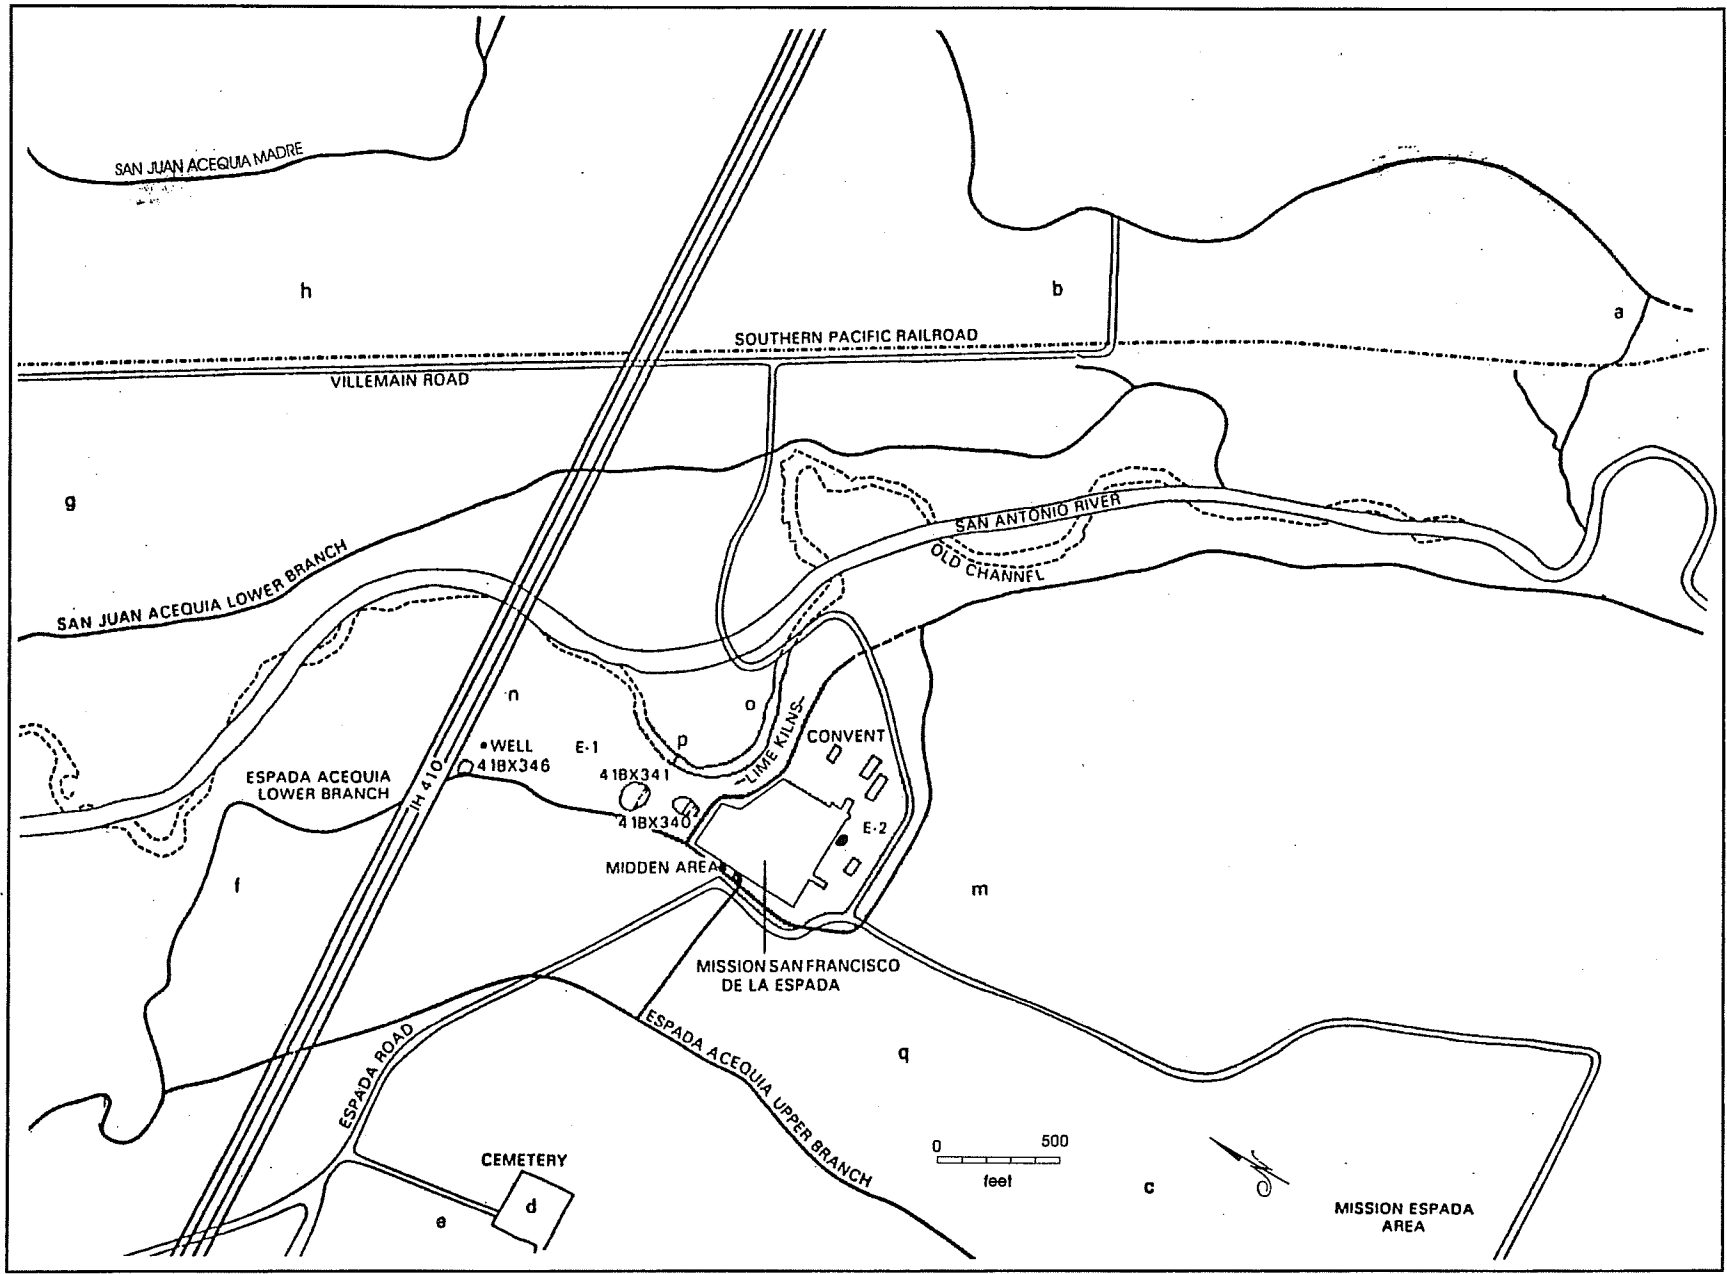 SAN JUAN ACEQUIA MADRE
h
b
a
SOUTHERN PACIFIC RAILROAD
VILLEMAIN ROAD
g
SAN ANTONIO RIVER
OLD CHANNEL
SAN JUAN ACEQUIA LOWER BRANCH
n
o
p
LIME KILNS
CONVENT
WELL
E-1
41BX346
41BX341
ESPADA ACEQUIA
LOWER BRANCH
IH 410
41BX340
E-2
MIDDEN AREA
f
m
MISSION SAN FRANCISCO
DE LA ESPADA
ESPADA ROAD
ESPADA ACEQUIA UPPER BRANCH
q
0 500
feet
CEMETERY
d
e
c
MISSION ESPADA
AREA